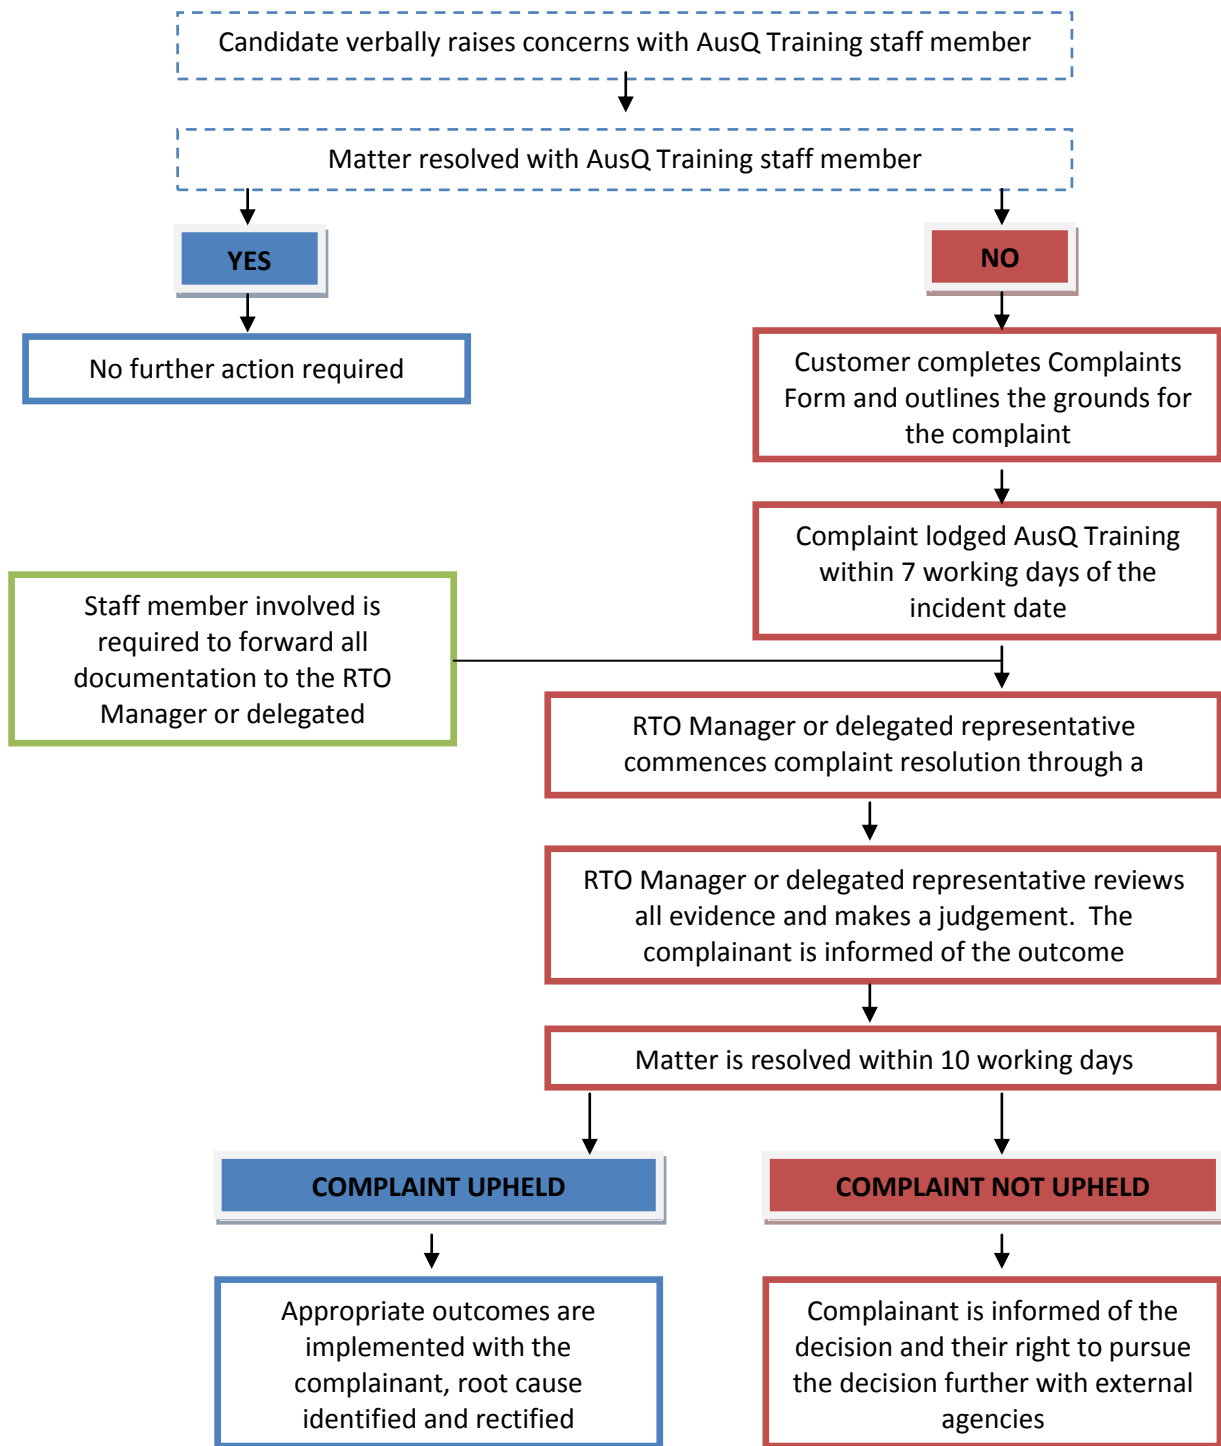 Candidate verbally raises concerns with AusQ Training staff member
Matter resolved with AusQ Training staff member
YES
NO
No further action required
Customer completes Complaints
Form and outlines the grounds for
the complaint
Complaint lodged AusQ Training
within 7 working days of the
incident date
Staff member involved is
required to forward all
documentation to the RTO
Manager or delegated
RTO Manager or delegated representative
commences complaint resolution through a
RTO Manager or delegated representative reviews
all evidence and makes a judgement.  The
complainant is informed of the outcome
Matter is resolved within 10 working days
COMPLAINT UPHELD
COMPLAINT NOT UPHELD
Appropriate outcomes are
implemented with the
complainant, root cause
identified and rectified
Complainant is informed of the
decision and their right to pursue
the decision further with external
agencies